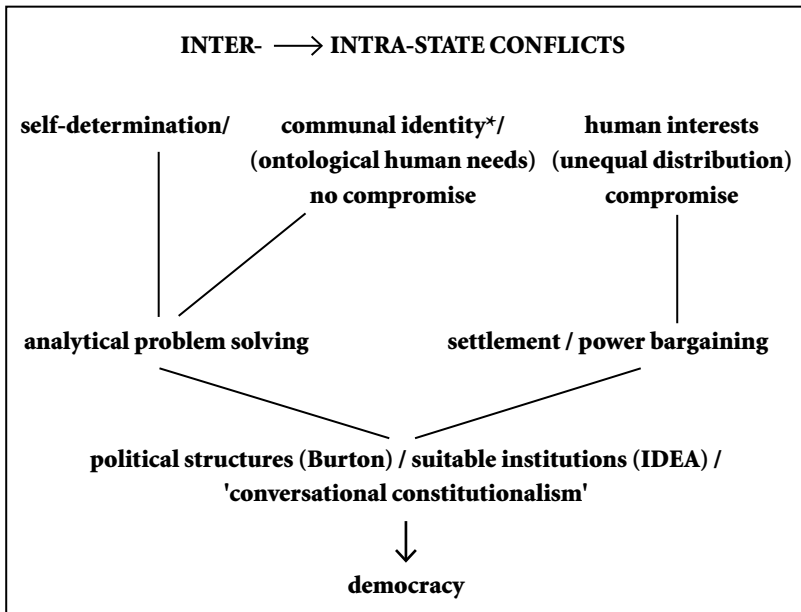 INTER- → INTRA-STATE CONFLICTS
self-determination/ communal identity*/ human interests
(ontological human needs) (unequal distribution)
no compromise compromise
analytical problem solving settlement / power bargaining
political structures (Burton) / suitable institutions (IDEA) /
'conversational constitutionalism'
democracy